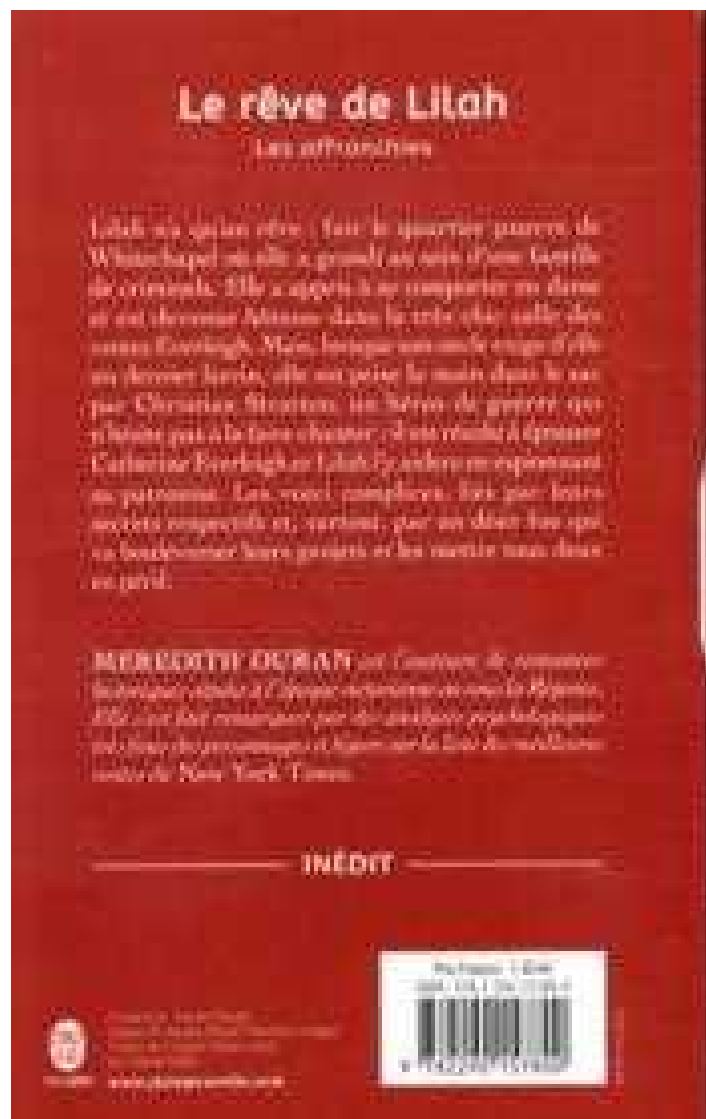 Le rêve de Lilah
Les affranchies
Lilah n'a qu'un rêve : fuir le quartier pauvre de
Whitechapel où elle a grandi au sein d'une famille
de criminels. Elle a appris à se comporter en dame
et est devenue hôtesse dans la très chic salle des
ventes Everleigh. Mais, lorsque son oncle exige d'elle
un dernier larcin, elle est prise la main dans le sac
par Christian Stratton, un héros de guerre qui
n'hésite pas à la faire chanter : il est résolu à épouser
Catherine Everleigh et Lilah l'y aidera en espionnant
sa patronne. Les voici complices, liés par leurs
secrets respectifs et, surtout, par un désir fou qui
va bouleverser leurs projets et les mettre tous deux
en péril.
MEREDITH DURAN est l'auteure de romances
historiques situées à l'époque victorienne ou sous la Régence.
Elle s'est fait remarquer par des analyses psychologiques
très fines des personnages et figure sur la liste des meilleures
ventes du New York Times.
INÉDIT